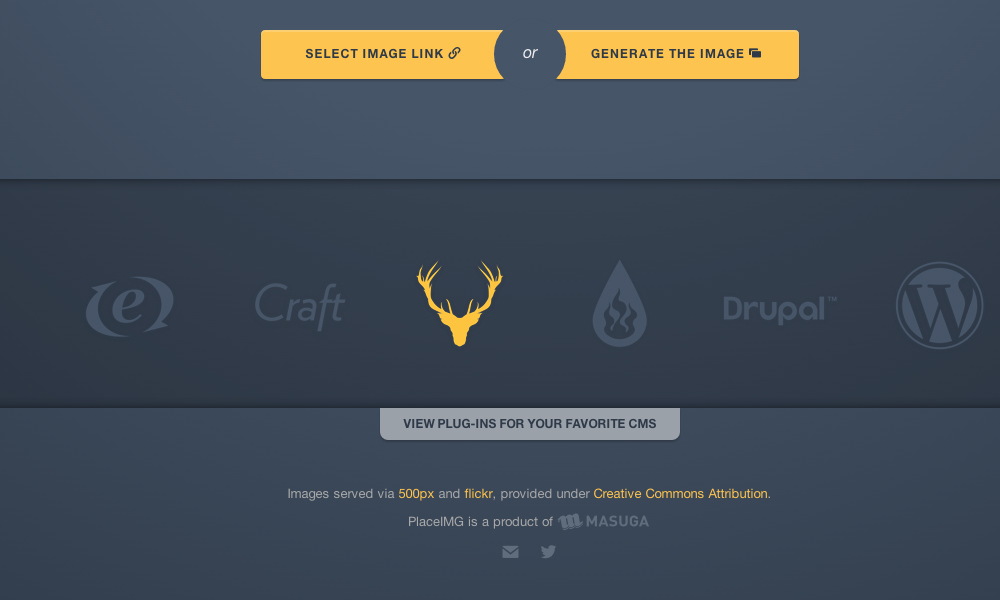 SELECT IMAGE LINK
or
GENERATE THE IMAGE
e
Craft
Drupal™
W
VIEW PLUG-INS FOR YOUR FAVORITE CMS
Images served via 500px and flickr, provided under Creative Commons Attribution.
PlaceIMG is a product of MASUGA